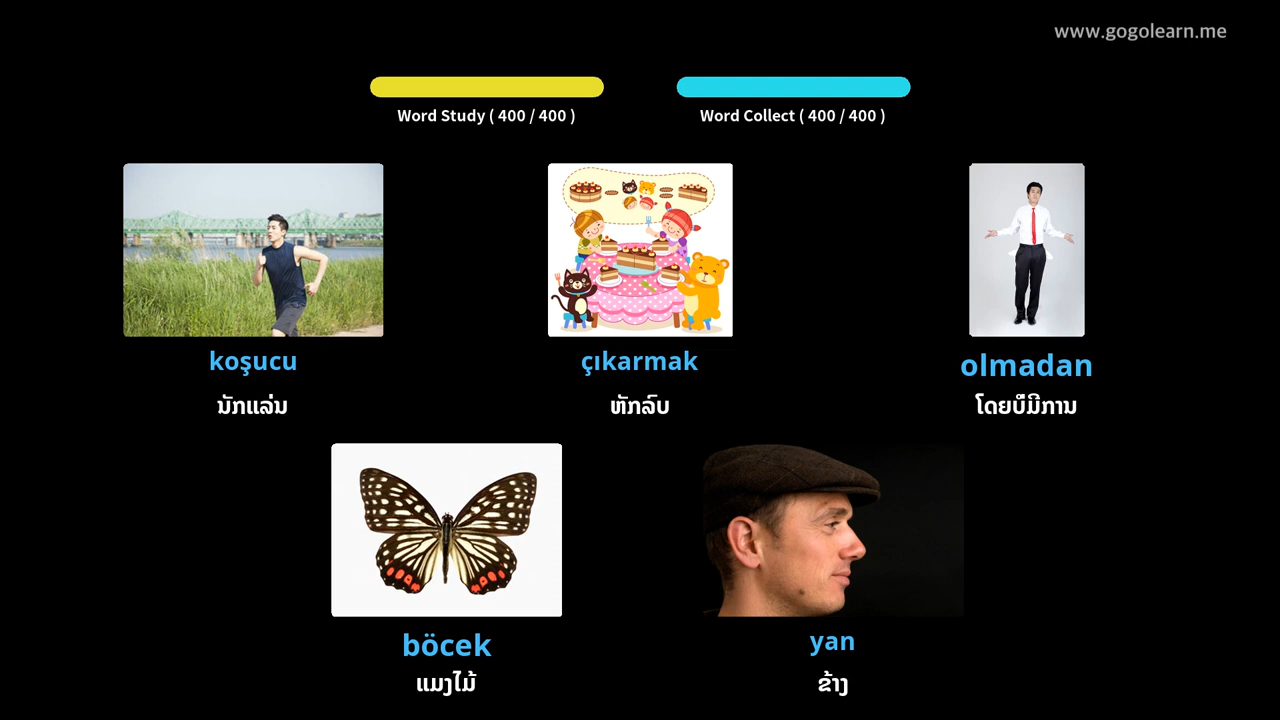 www.gogolearn.me
Word Study ( 400 / 400 )
Word Collect ( 400 / 400 )
koşucu
ນັກແລ່ນ
çıkarmak
ຫັກລົບ
olmadan
ໂດຍບໍ່ມີການ
böcek
ແມງໄມ້
yan
ຂ້າງ